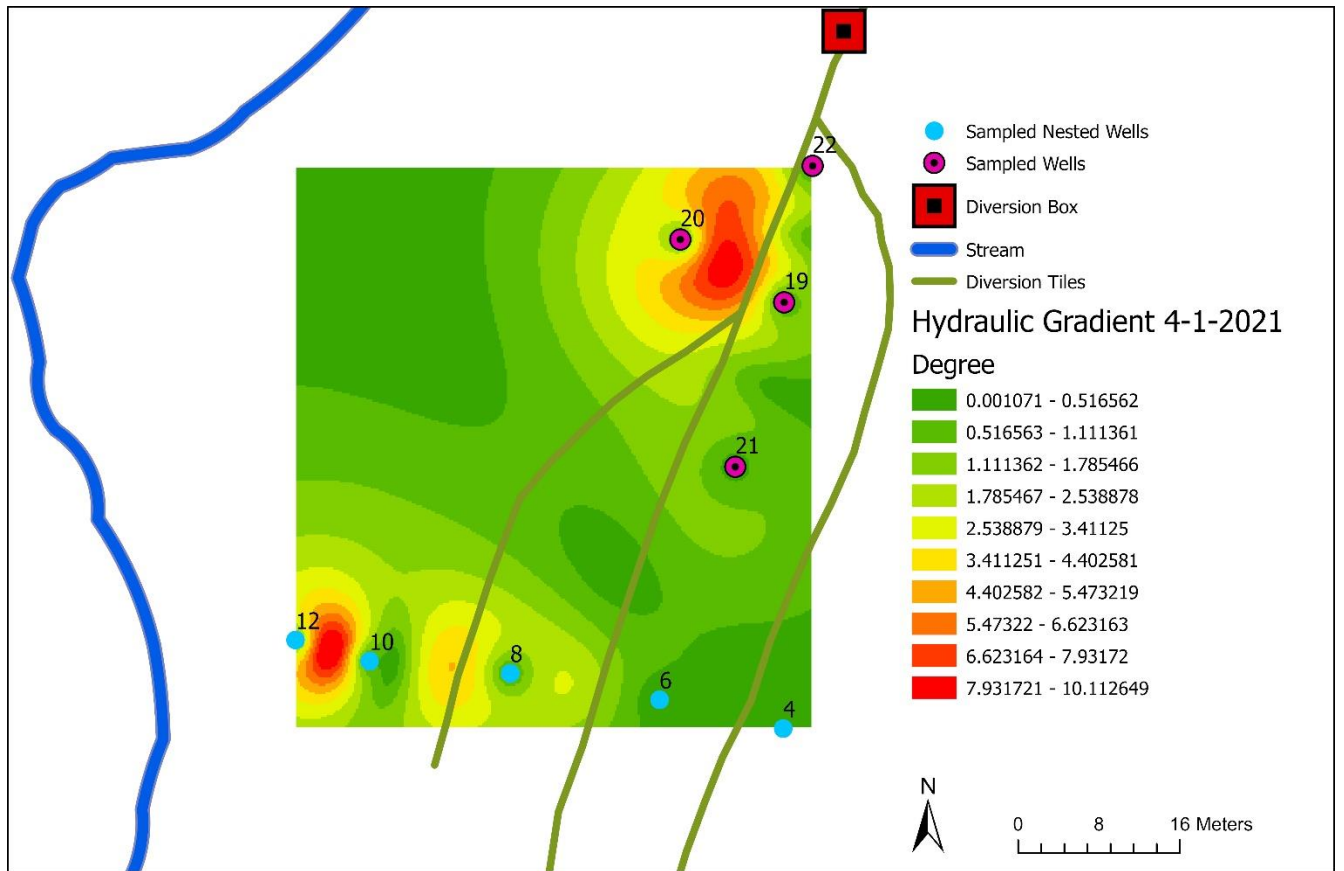 22
20
19
21
12
10
8
6
4
Sampled Nested Wells
Sampled Wells
Diversion Box
Stream
Diversion Tiles
Hydraulic Gradient 4-1-2021
Degree
0.001071 - 0.516562
0.516563 - 1.111361
1.111362 - 1.785466
1.785467 - 2.538878
2.538879 - 3.41125
3.411251 - 4.402581
4.402582 - 5.473219
5.47322 - 6.623163
6.623164 - 7.93172
7.931721 - 10.112649
N
0 8 16 Meters